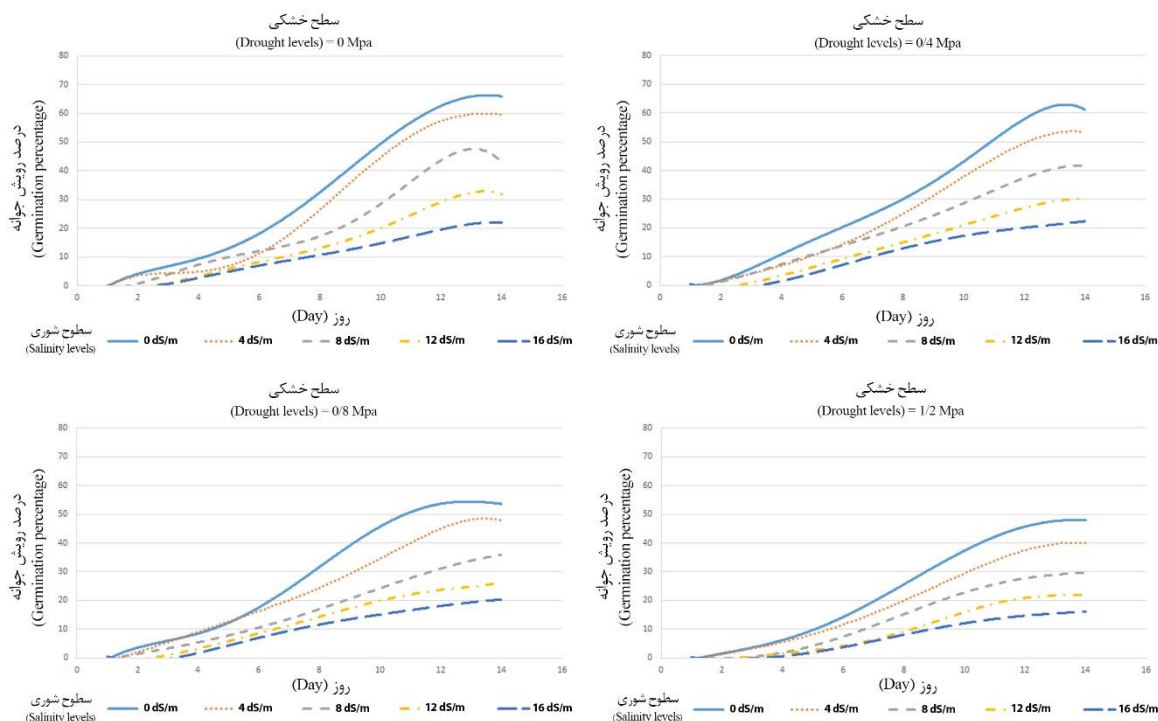 سطح خشکی
(Drought levels) = 0 Mpa
80
70
60
50
40
30
20
10
0
درصد رویش جوانه
(Germination percentage)
0 2 4 6 8 10 12 14 16
روز (Day)
سطوح شوری
(Salinity levels)
0 dS/m 4 dS/m 8 dS/m 12 dS/m 16 dS/m
سطح خشکی
(Drought levels) = 0/4 Mpa
80
70
60
50
40
30
20
10
0
درصد رویش جوانه
(Germination percentage)
0 2 4 6 8 10 12 14 16
روز (Day)
سطوح شوری
(Salinity levels)
0 dS/m 4 dS/m 8 dS/m 12 dS/m 16 dS/m
سطح خشکی
(Drought levels) = 0/8 Mpa
80
70
60
50
40
30
20
10
0
درصد رویش جوانه
(Germination percentage)
0 2 4 6 8 10 12 14 16
روز (Day)
سطوح شوری
(Salinity levels)
0 dS/m 4 dS/m 8 dS/m 12 dS/m 16 dS/m
سطح خشکی
(Drought levels) = 1/2 Mpa
80
70
60
50
40
30
20
10
0
درصد رویش جوانه
(Germination percentage)
0 2 4 6 8 10 12 14 16
روز (Day)
سطوح شوری
(Salinity levels)
0 dS/m 4 dS/m 8 dS/m 12 dS/m 16 dS/m